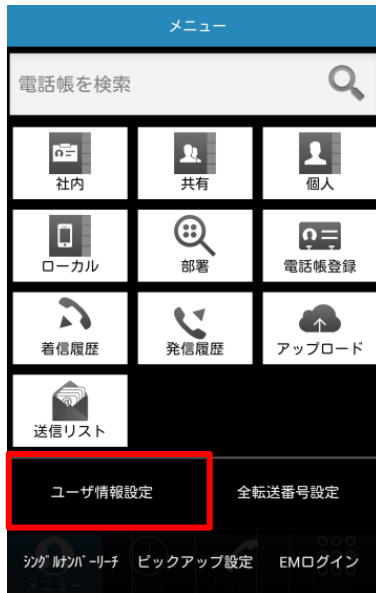 メニュー
電話帳を検索
社内 共有 個人
ローカル 部署 電話帳登録
着信履歴 発信履歴 アップロード
送信リスト
ユーザ情報設定 全転送番号設定
ｼﾝｸﾞﾙﾅﾝﾊﾞｰﾘｰﾁ ピックアップ設定 EMログイン
メニュー